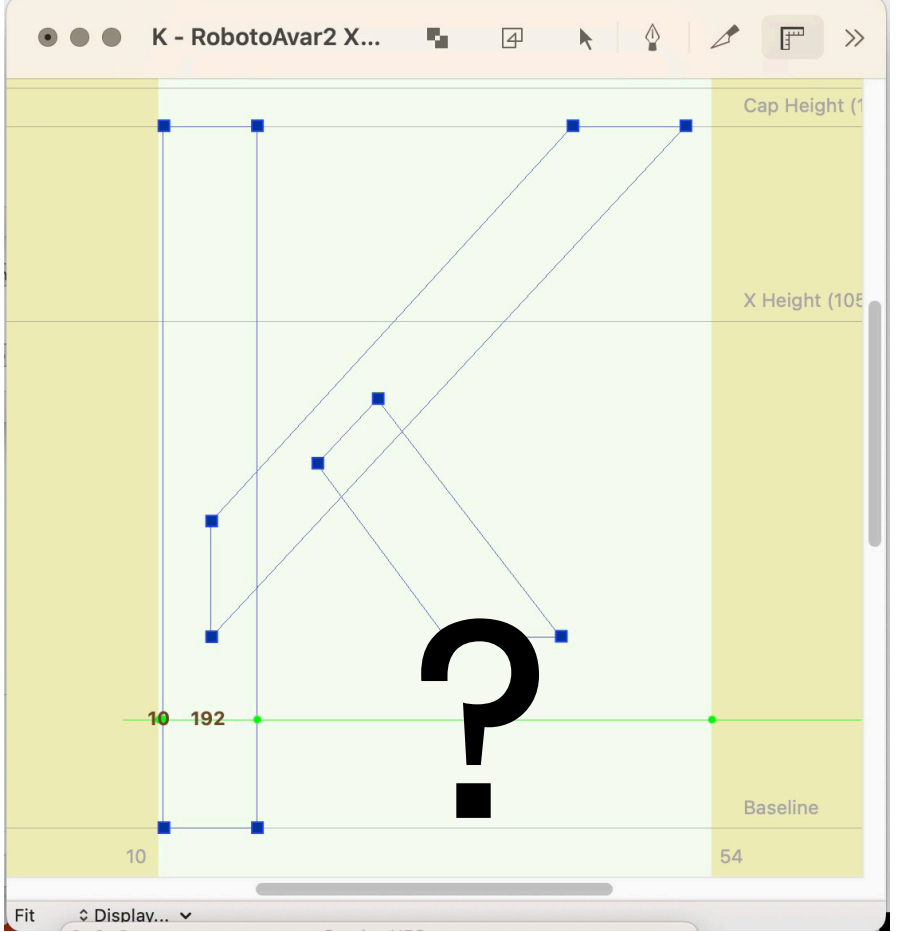 K - RobotoAvar2 X...
Cap Height (1
X Height (105
10 192
?
Baseline
10
54
Fit
Display...